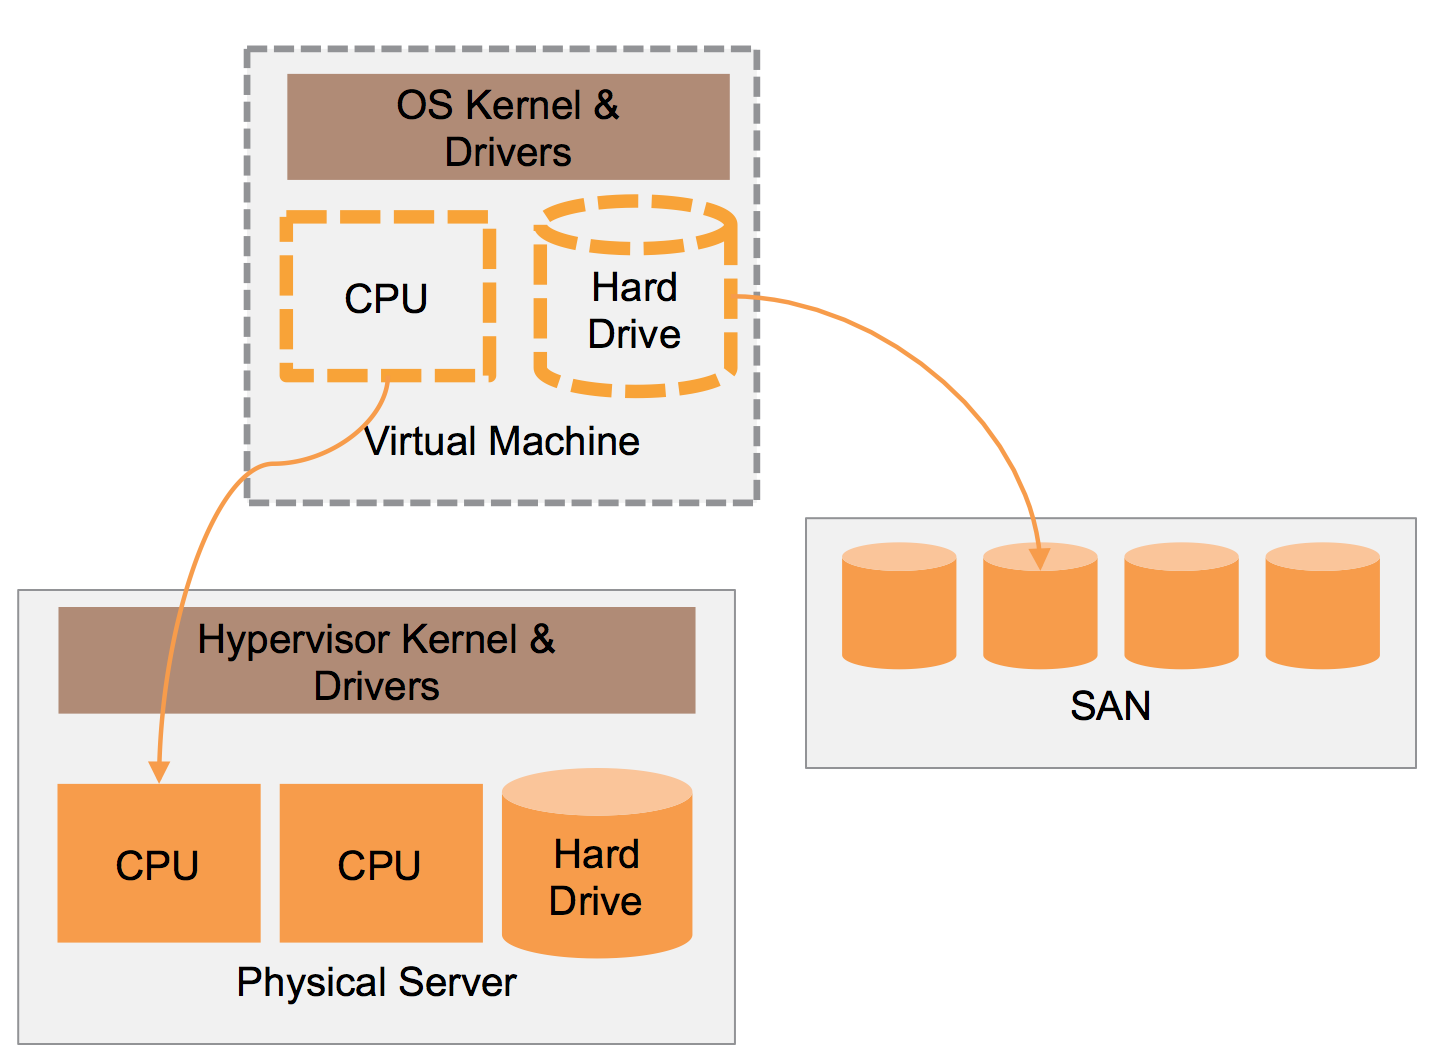 OS Kernel &
Drivers
CPU
Hard
Drive
Virtual Machine
Hypervisor Kernel &
Drivers
SAN
CPU
CPU
Hard
Drive
Physical Server